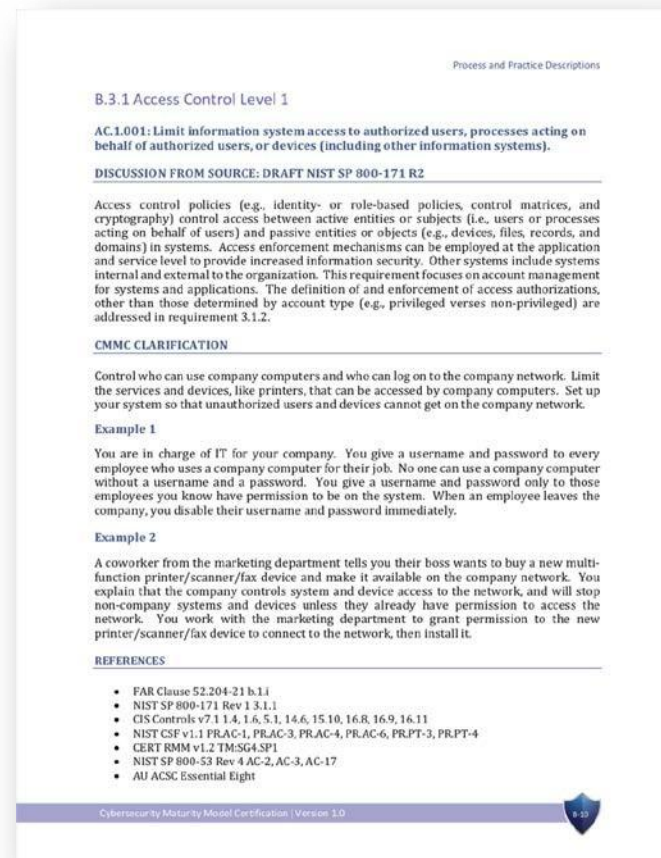 Process and Practice Descriptions
B.3.1 Access Control Level 1
AC.1.001: Limit information system access to authorized users, processes acting on
behalf of authorized users, or devices (including other information systems).
DISCUSSION FROM SOURCE: DRAFT NIST SP 800-171 R2
Access control policies (e.g., identity- or role-based policies, control matrices, and
cryptography) control access between active entities or subjects (i.e., users or processes
acting on behalf of users) and passive entities or objects (e.g., devices, files, records, and
domains) in systems. Access enforcement mechanisms can be employed at the application
and service level to provide increased information security. Other systems include systems
internal and external to the organization. This requirement focuses on account management
for systems and applications. The definition of and enforcement of access authorizations,
other than those determined by account type (e.g., privileged verses non-privileged) are
addressed in requirement 3.1.2.
CMMC CLARIFICATION
Control who can use company computers and who can log on to the company network. Limit
the services and devices, like printers, that can be accessed by company computers. Set up
your system so that unauthorized users and devices cannot get on the company network.
Example 1
You are in charge of IT for your company. You give a username and password to every
employee who uses a company computer for their job. No one can use a company computer
without a username and a password. You give a username and password only to those
employees you know have permission to be on the system. When an employee leaves the
company, you disable their username and password immediately.
Example 2
A coworker from the marketing department tells you their boss wants to buy a new multi-
function printer/scanner/fax device and make it available on the company network. You
explain that the company controls system and device access to the network, and will stop
non-company systems and devices unless they already have permission to access the
network. You work with the marketing department to grant permission to the new
printer/scanner/fax device to connect to the network, then install it.
REFERENCES
• FAR Clause 52.204-21 b.1.i
• NIST SP 800-171 Rev 1 3.1.1
• CIS Controls v7.1 1.4, 1.6, 5.1, 14.6, 15.10, 16.8, 16.9, 16.11
• NIST CSF v1.1 PR.AC-1, PR.AC-3, PR.AC-4, PR.AC-6, PR.PT-3, PR.PT-4
• CERT RMM v1.2 TM:SG4.SP1
• NIST SP 800-53 Rev 4 AC-2, AC-3, AC-17
• AU ACSC Essential Eight
Cybersecurity Maturity Model Certification | Version 1.0
B-10